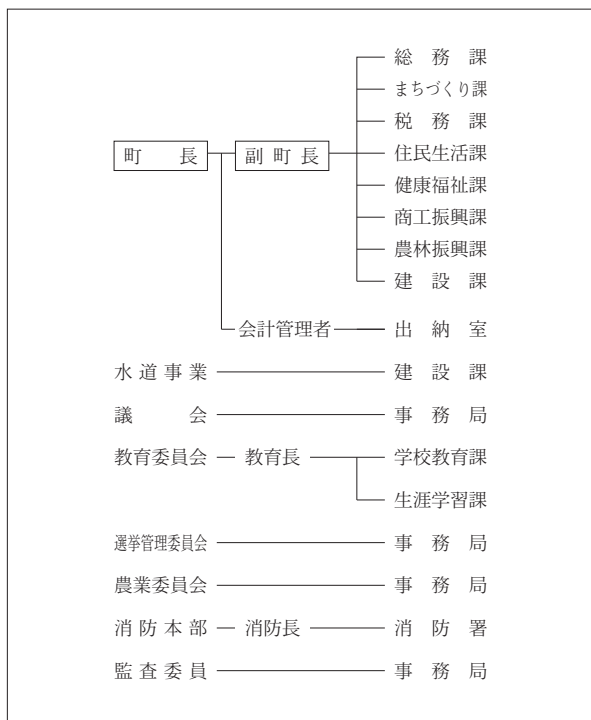 総務課
まちづくり課
税務課
町長 副町長 住民生活課
健康福祉課
商工振興課
農林振興課
建設課
会計管理者 出納室
水道事業 建設課
議会 事務局
教育委員会 教育長 学校教育課
生涯学習課
選挙管理委員会 事務局
農業委員会 事務局
消防本部 消防長 消防署
監査委員 事務局